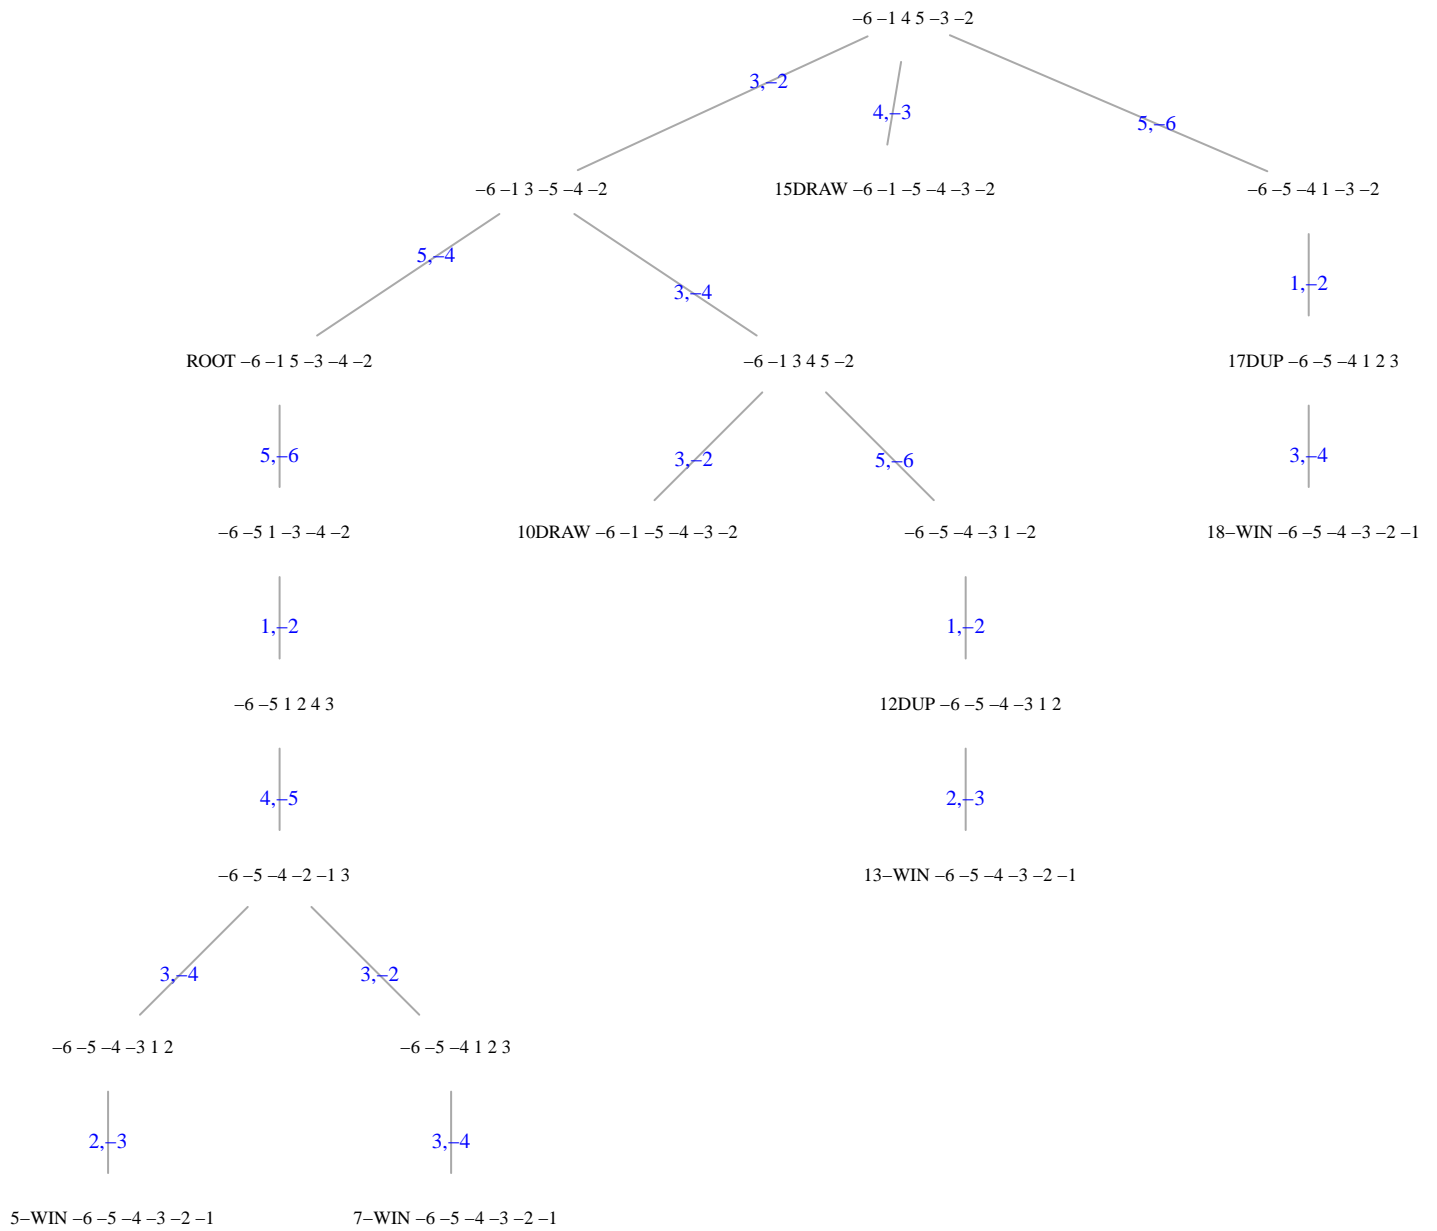 –6 –1 4 5 –3 –2
3,–2
4,–3
5,–6
–6 –1 3 –5 –4 –2
15DRAW –6 –1 –5 –4 –3 –2
–6 –5 –4 1 –3 –2
5,–4
3,–4
1,–2
ROOT –6 –1 5 –3 –4 –2
–6 –1 3 4 5 –2
17DUP –6 –5 –4 1 2 3
5,–6
3,–2
5,–6
3,–4
–6 –5 1 –3 –4 –2
10DRAW –6 –1 –5 –4 –3 –2
–6 –5 –4 –3 1 –2
18–WIN –6 –5 –4 –3 –2 –1
1,–2
1,–2
–6 –5 1 2 4 3
12DUP –6 –5 –4 –3 1 2
4,–5
2,–3
–6 –5 –4 –2 –1 3
13–WIN –6 –5 –4 –3 –2 –1
3,–4
3,–2
–6 –5 –4 –3 1 2
–6 –5 –4 1 2 3
2,–3
3,–4
5–WIN –6 –5 –4 –3 –2 –1
7–WIN –6 –5 –4 –3 –2 –1